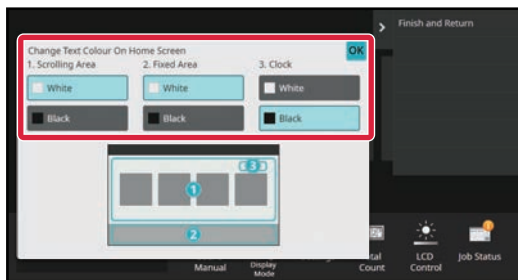 Finish and Return
Change Text Colour On Home Screen
OK
1. Scrolling Area
2. Fixed Area
3. Clock
White
White
White
Black
Black
Black
3
1
2
Manual
Display
Mode
Count
LCD
Control
Job Status